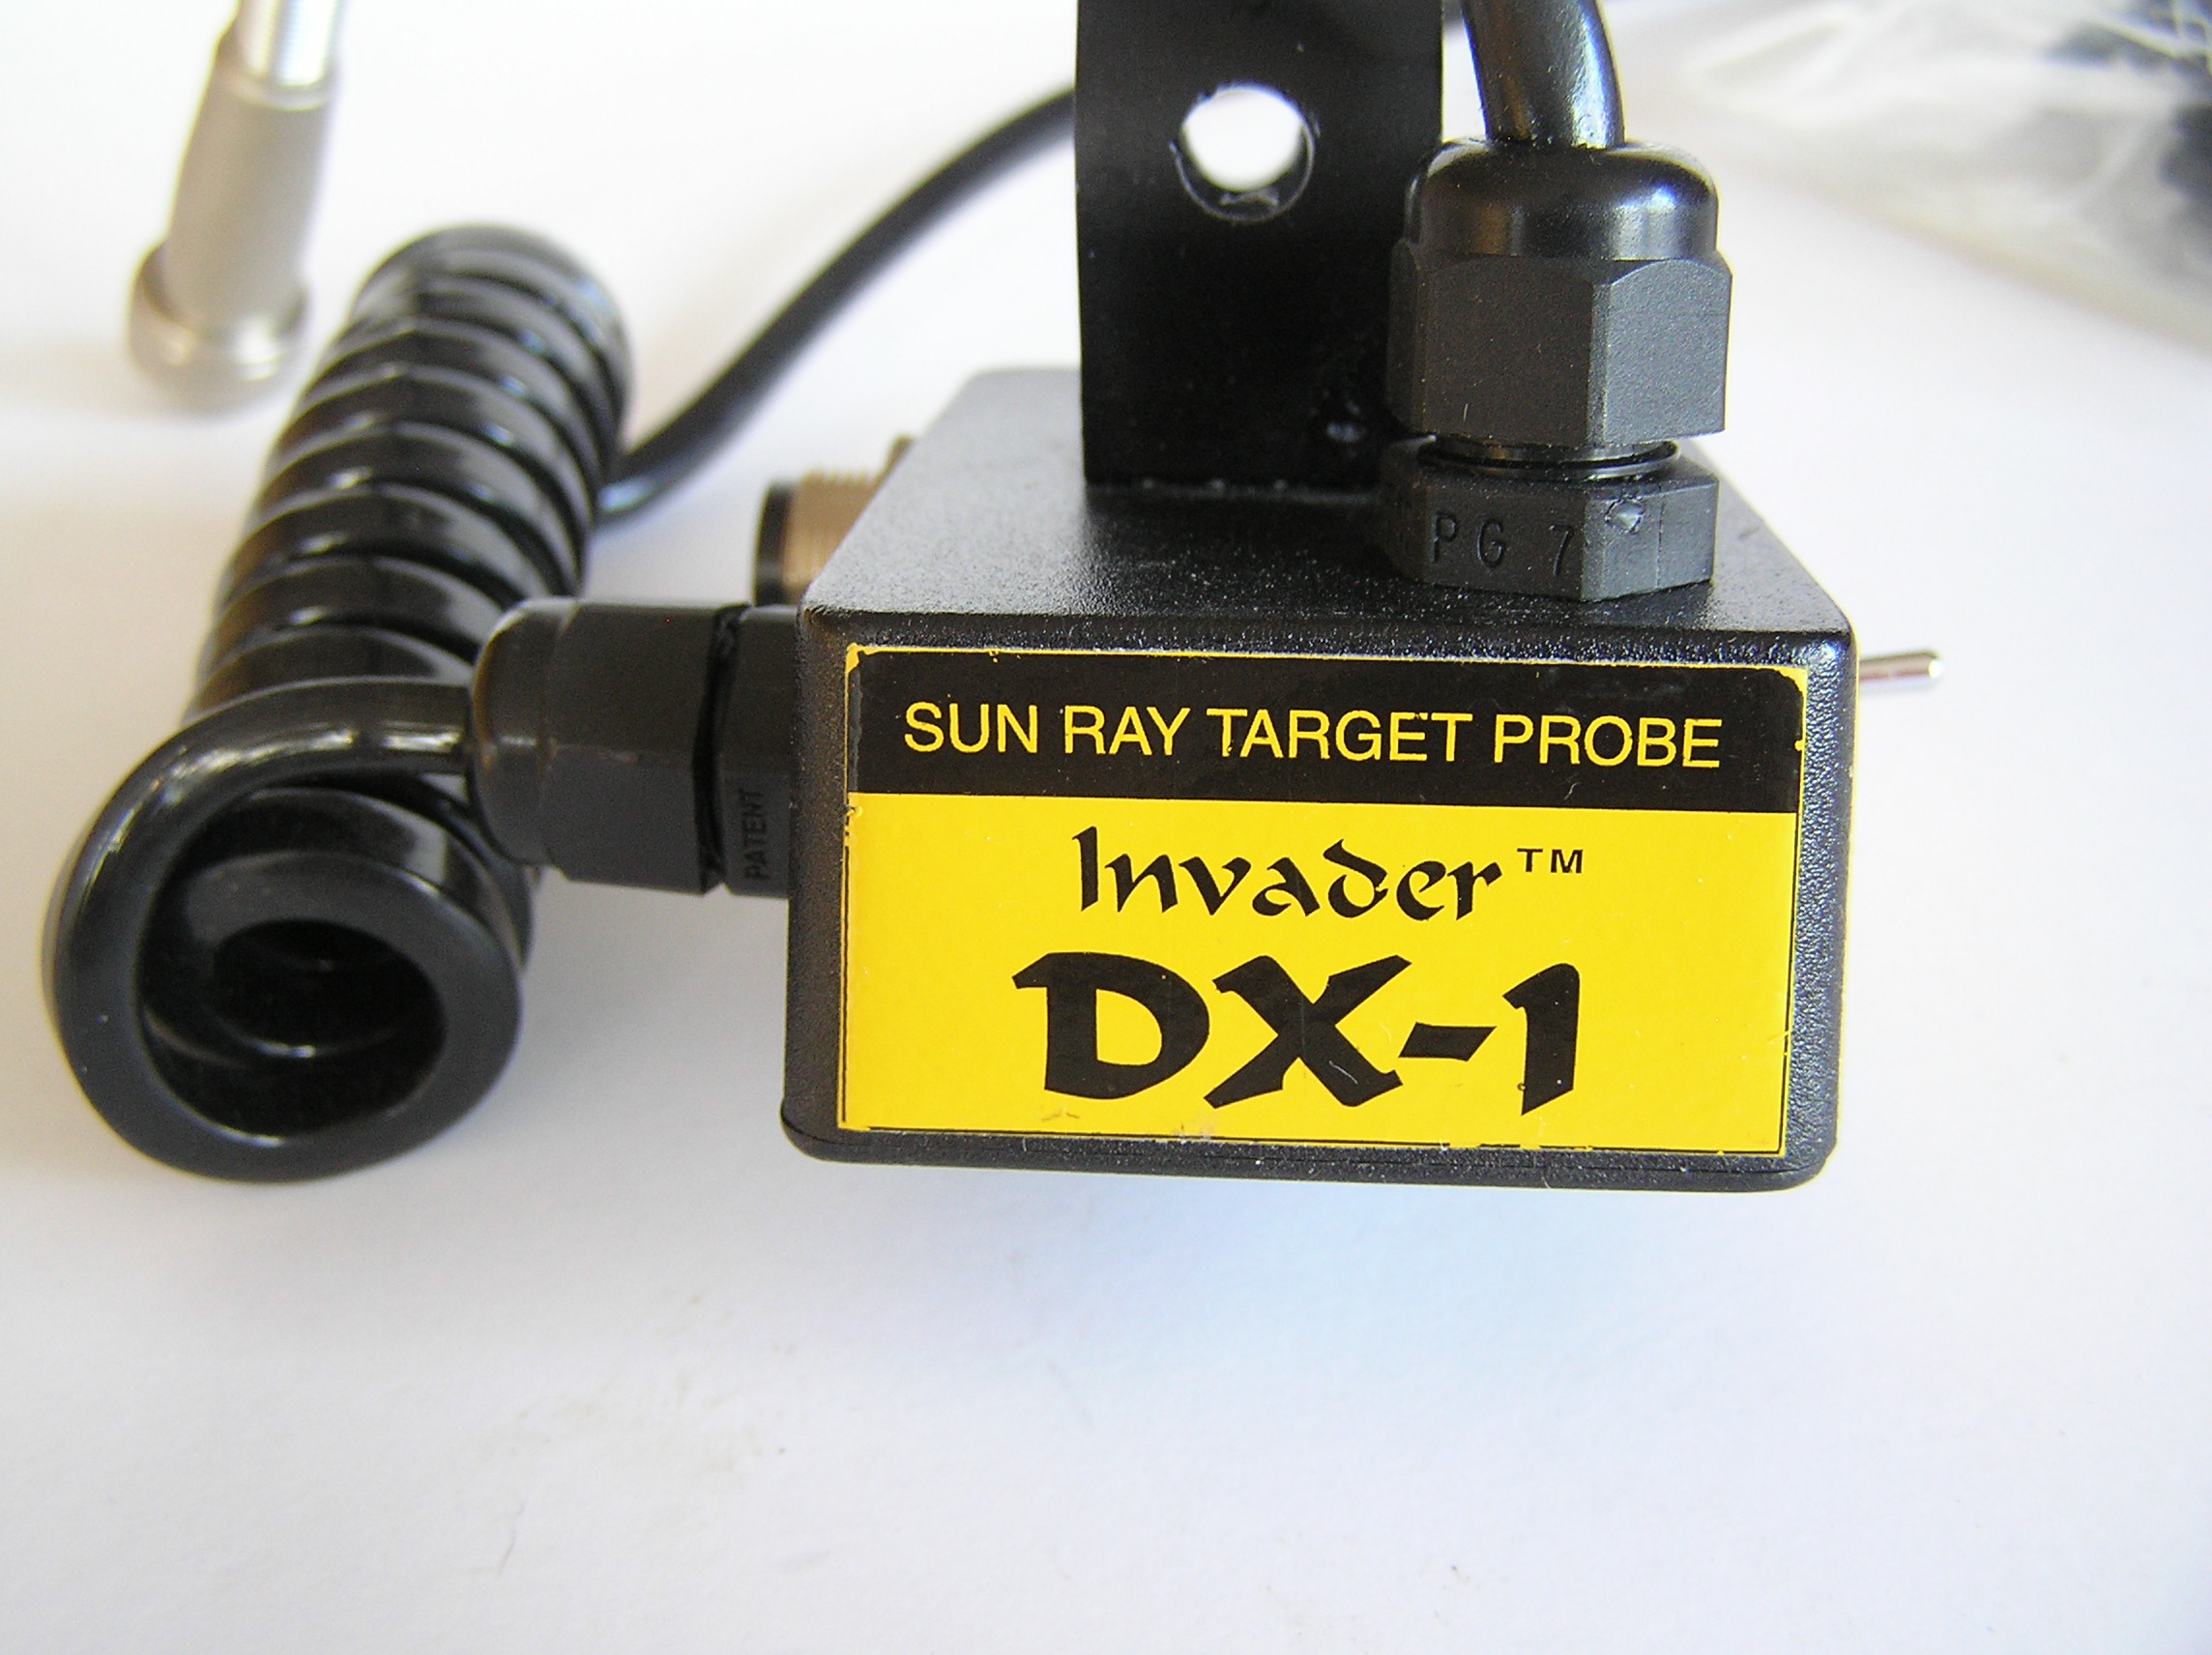 PG 7
SUN RAY TARGET PROBE
Invader™
DX-1
PATENT